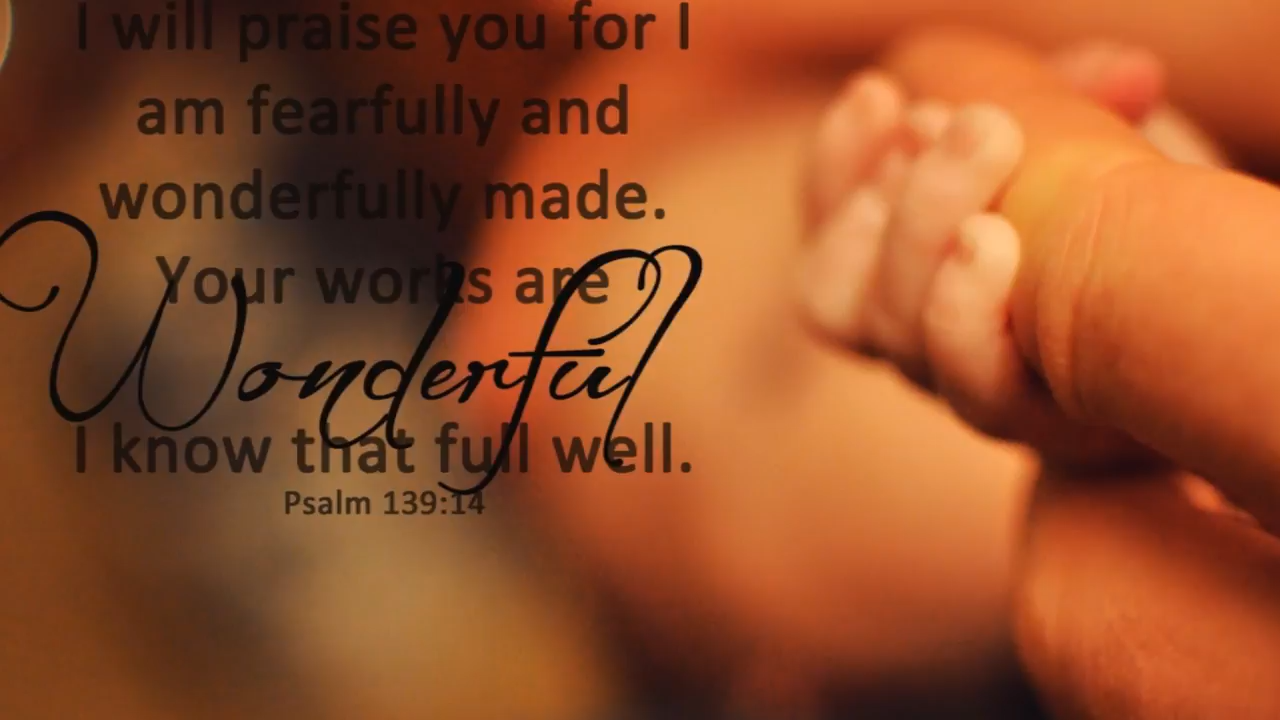 I will praise you for I
am fearfully and
wonderfully made.
Your works are
Wonderful
I know that full well.
Psalm 139:14